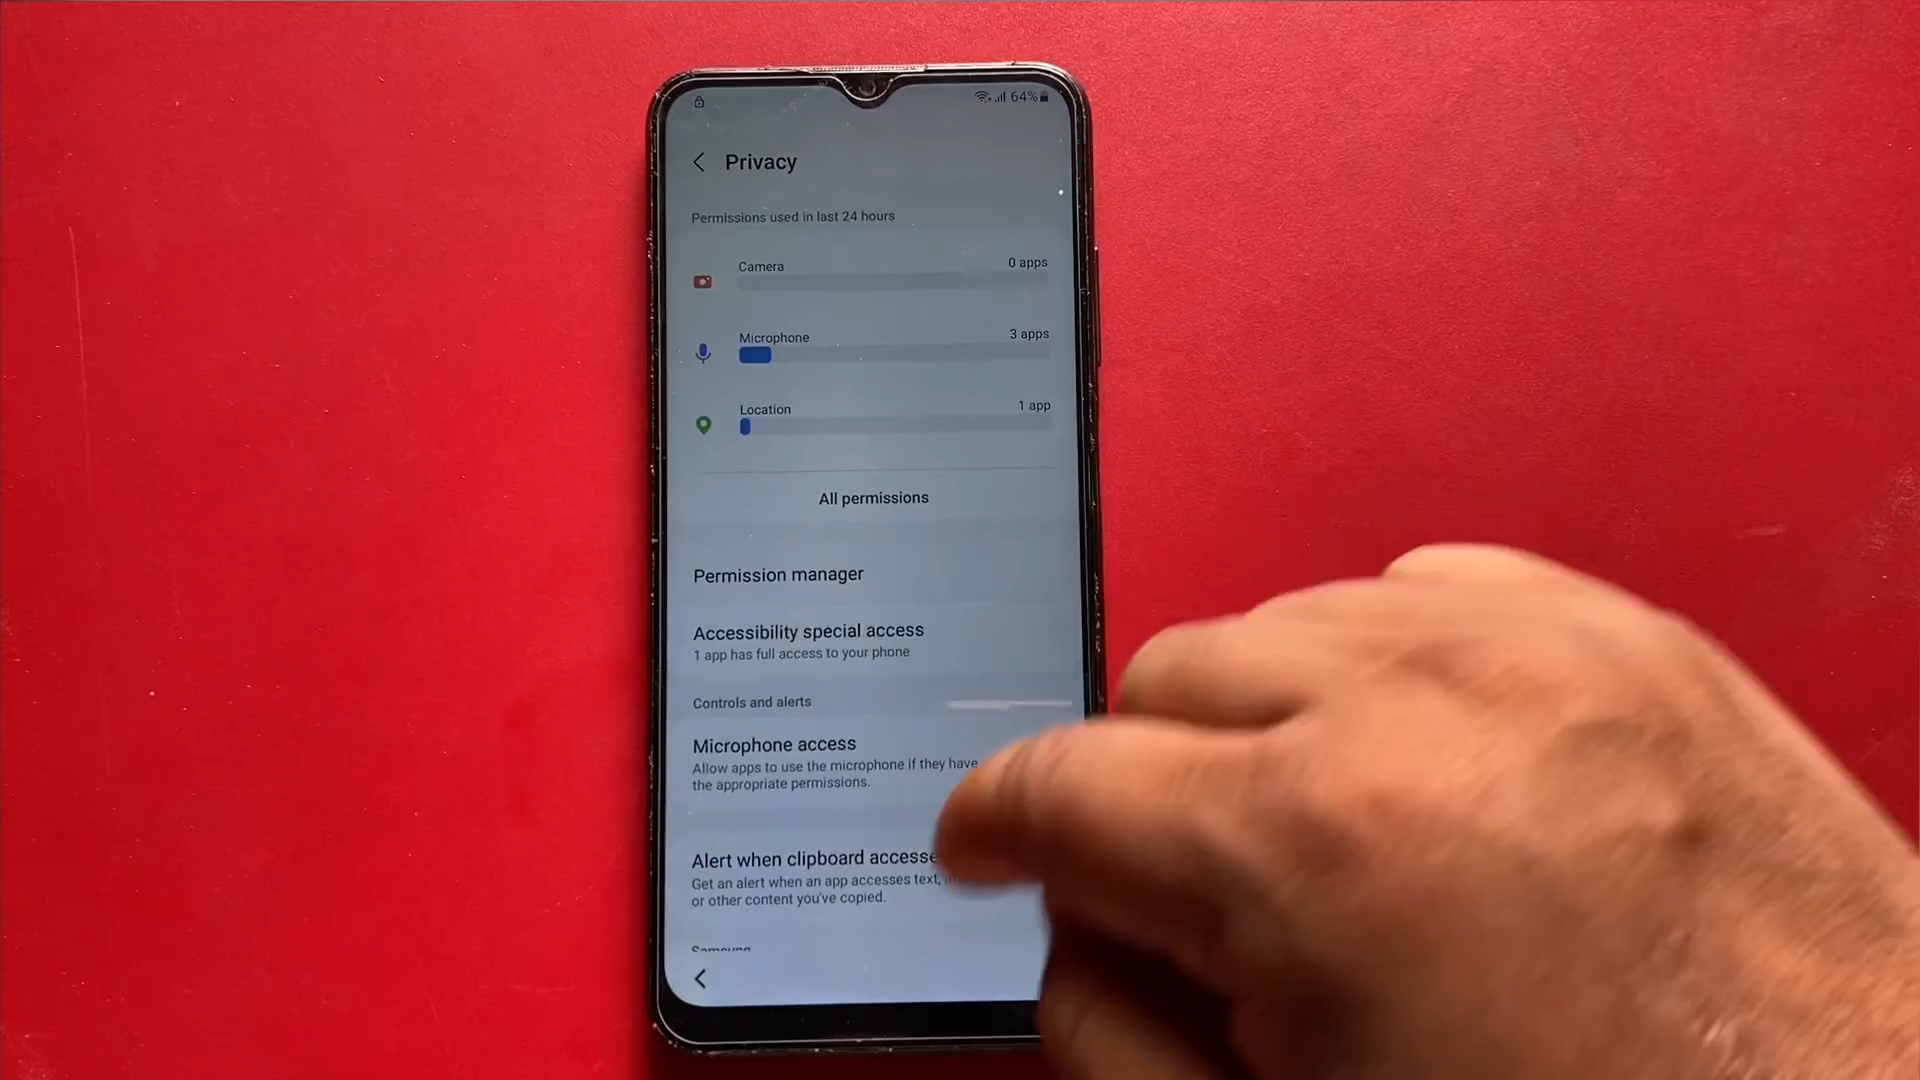 64%
Privacy
Permissions used in last 24 hours
Camera
0 apps
Microphone
3 apps
Location
1 app
All permissions
Permission manager
Accessibility special access
1 app has full access to your phone
Controls and alerts
Microphone access
Allow apps to use the microphone if they have
the appropriate permissions.
Alert when clipboard accesse
Get an alert when an app accesses text,
or other content you've copied.
Samsung